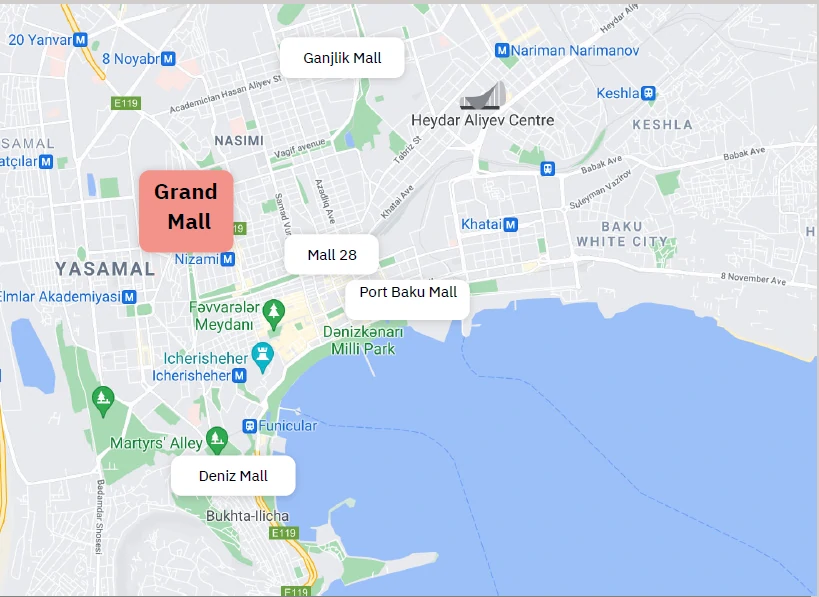 20 Yanvar
8 Noyabr
Ganjlik Mall
Nariman Narimanov
Heydar Aliyev
E119
Academician Hasan Aliyev St
Heydar Aliyev Centre
Keshla
KESHLA
SAMAL
atçılar
NASIMI
Vagif avenue
Tabriz St
Babak Ave
Babak Ave
Suleyman Vazirov
Grand
Mall
19
Samad Vur
Azadlıq Ave
Khatai Ave
Khatai
BAKU
WHITE CITY
H
Nizami
Mall 28
YASAMAL
8 November Ave
Elmlar Akademiyasi
Port Baku Mall
Fəvvarələr
Meydanı
Dənizkənarı
Milli Park
Icherisheher
Icherisheher
Funicular
Martyrs' Alley
Deniz Mall
Badamdar Shosesi
Bukhta-Ilicha
E119
E119